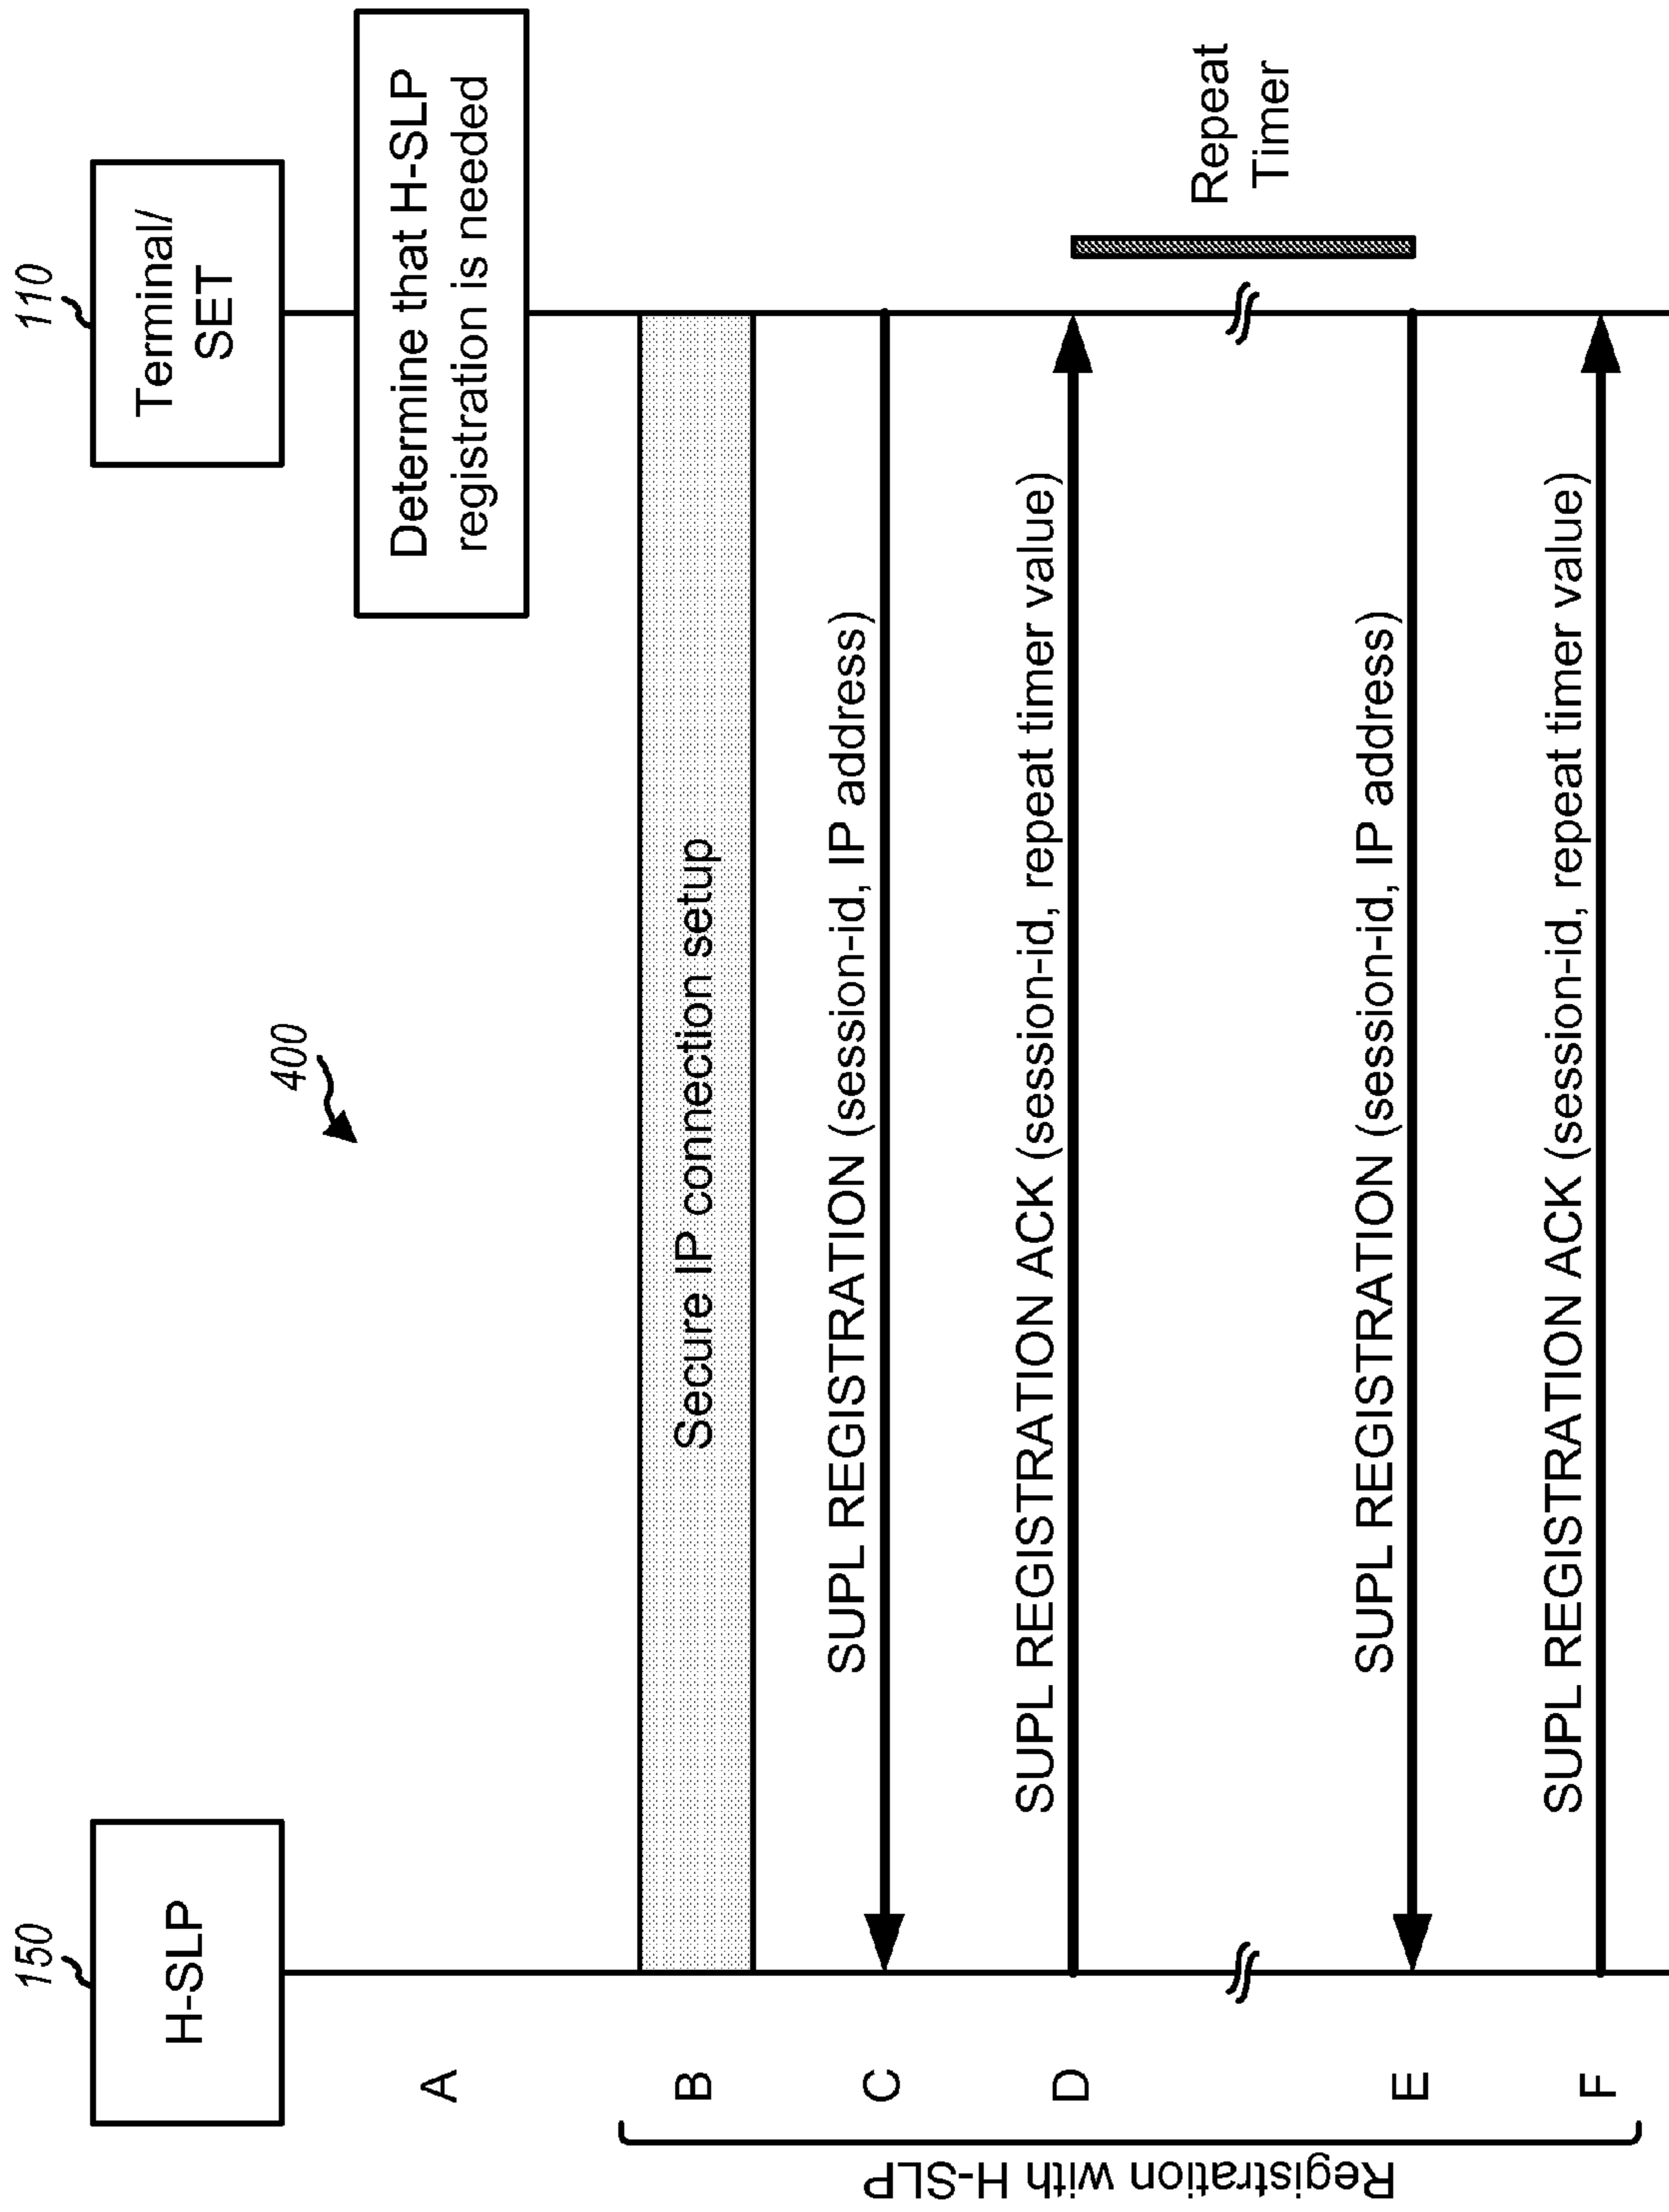 400
150
H-SLP
110
Terminal/
SET
A
Determine that H-SLP
registration is needed
Registration with H-SLP
B
Secure IP connection setup
C
SUPL REGISTRATION (session-id, IP address)
D
SUPL REGISTRATION ACK (session-id, repeat timer value)
Repeat
Timer
E
SUPL REGISTRATION (session-id, IP address)
F
SUPL REGISTRATION ACK (session-id, repeat timer value)